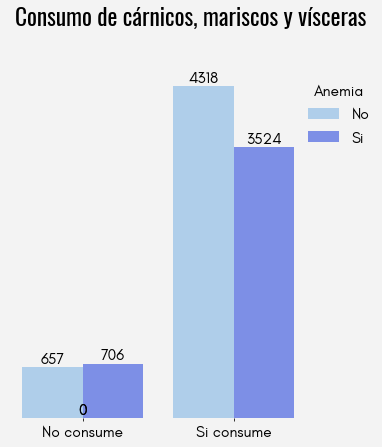 Consumo de cárnicos, mariscos y vísceras
4318
Anemia
No
Si
3524
657
706
0
No consume
Si consume